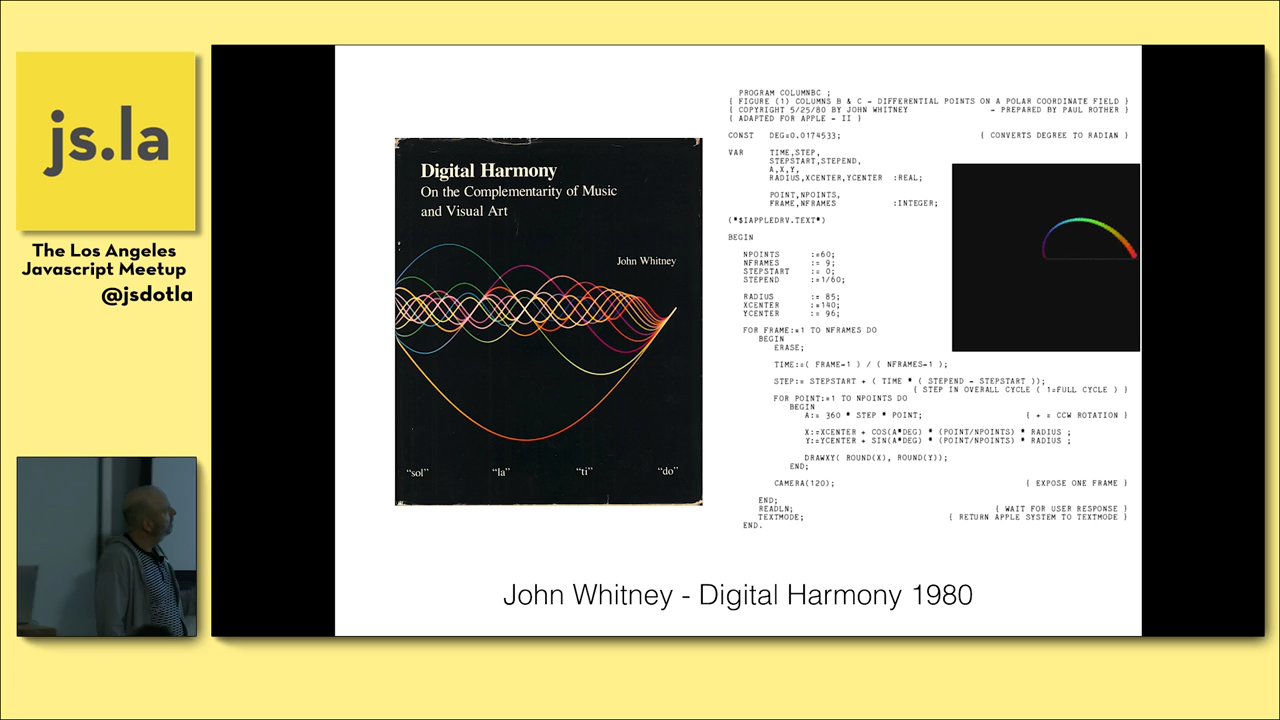 js.la
The Los Angeles
Javascript Meetup
@jsdotla
Digital Harmony
On the Complementarity of Music
and Visual Art
John Whitney
"sol" "la" "ti" "do"
PROGRAM COLUMNBC ;
{ FIGURE (1) COLUMNS B & C - DIFFERENTIAL POINTS ON A POLAR COORDINATE FIELD }
{ COPYRIGHT 5/25/80 BY JOHN WHITNEY - PREPARED BY PAUL ROTHER }
{ ADAPTED FOR APPLE - II }
CONST DEG=0.0174533; { CONVERTS DEGREE TO RADIAN }
VAR TIME,STEP,
STEPSTART,STEPEND,
A,X,Y,
RADIUS,XCENTER,YCENTER :REAL;
POINT,NPOINTS,
FRAME,NFRAMES :INTEGER;
(*$IAPPLEDRV.TEXT*)
BEGIN
NPOINTS :=60;
NFRAMES := 9;
STEPSTART := 0;
STEPEND :=1/60;
RADIUS := 85;
XCENTER :=140;
YCENTER := 96;
FOR FRAME:=1 TO NFRAMES DO
BEGIN
ERASE;
TIME:=( FRAME-1 ) / ( NFRAMES-1 );
STEP:= STEPSTART + ( TIME * ( STEPEND - STEPSTART ));
{ STEP IN OVERALL CYCLE ( 1=FULL CYCLE ) }
FOR POINT:=1 TO NPOINTS DO
BEGIN
A:= 360 * STEP * POINT; { + = CCW ROTATION }
X:=XCENTER + COS(A*DEG) * (POINT/NPOINTS) * RADIUS ;
Y:=YCENTER + SIN(A*DEG) * (POINT/NPOINTS) * RADIUS ;
DRAWXY( ROUND(X), ROUND(Y));
END;
CAMERA(120); { EXPOSE ONE FRAME }
END;
READLN; { WAIT FOR USER RESPONSE }
TEXTMODE; { RETURN APPLE SYSTEM TO TEXTMODE }
END.
John Whitney - Digital Harmony 1980